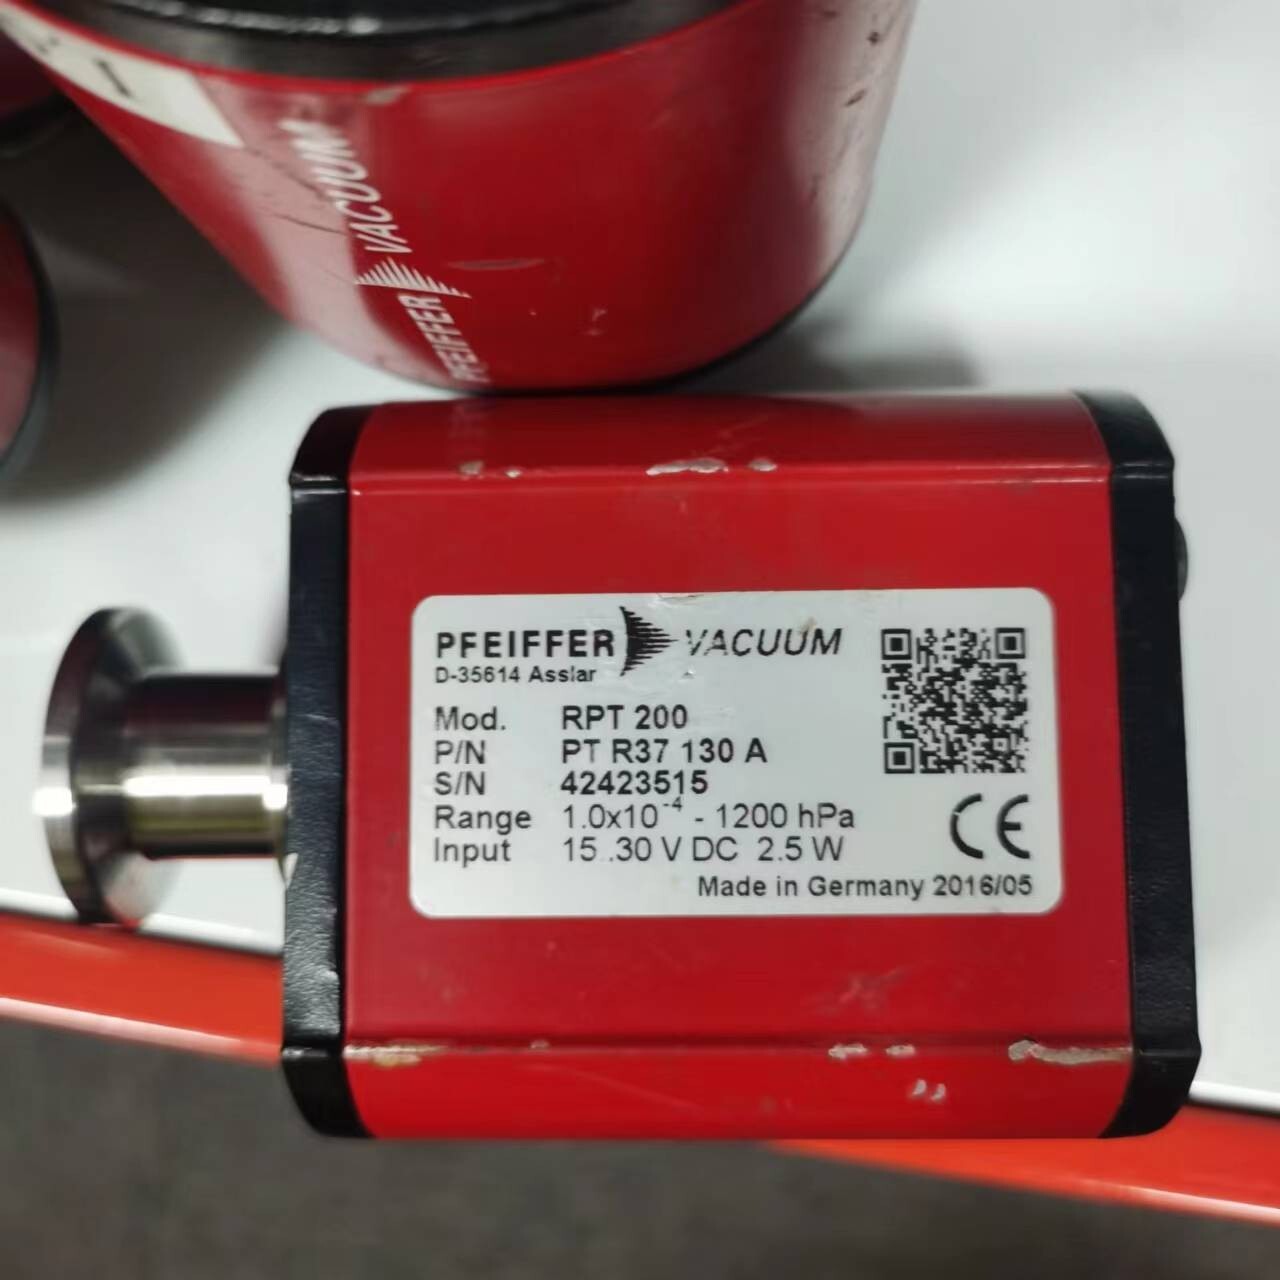 1
PFEIFFER VACUUM
PFEIFFER VACUUM
D-35614 Asslar
Mod. RPT 200
P/N PT R37 130 A
S/N 42423515
Range 1.0x10⁻⁴ - 1200 hPa
Input 15..30 V DC 2.5 W
CE
Made in Germany 2016/05